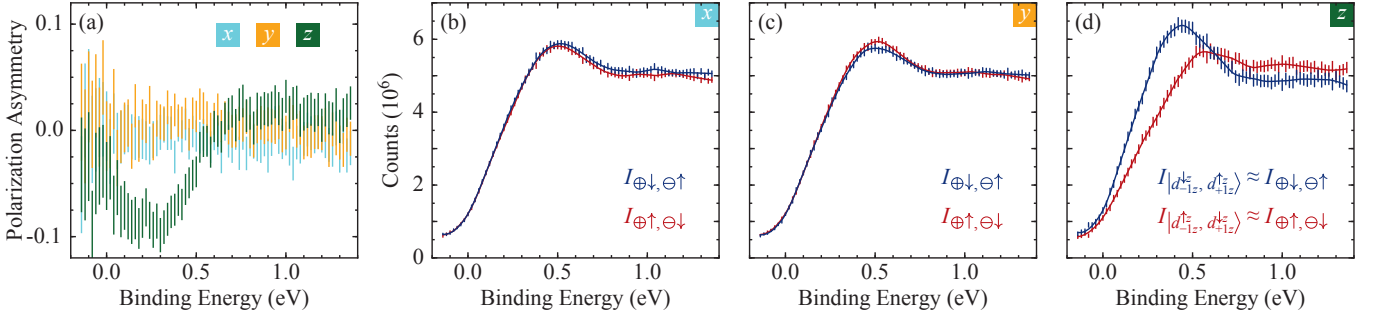 (a)
x y z
Polarization Asymmetry
0.1
0.0
-0.1
0.0 0.5 1.0
Binding Energy (eV)
(b)
x
Counts (10⁶)
6
4
2
0
I⊕↓,⊖↑
I⊕↑,⊖↓
0.0 0.5 1.0
Binding Energy (eV)
(c)
y
I⊕↓,⊖↑
I⊕↑,⊖↓
0.0 0.5 1.0
Binding Energy (eV)
(d)
z
I|d₋₁z↓z, d₊₁z↑z⟩ ≈ I⊕↓,⊖↑
I|d₋₁z↑z, d₊₁z↓z⟩ ≈ I⊕↑,⊖↓
0.0 0.5 1.0
Binding Energy (eV)